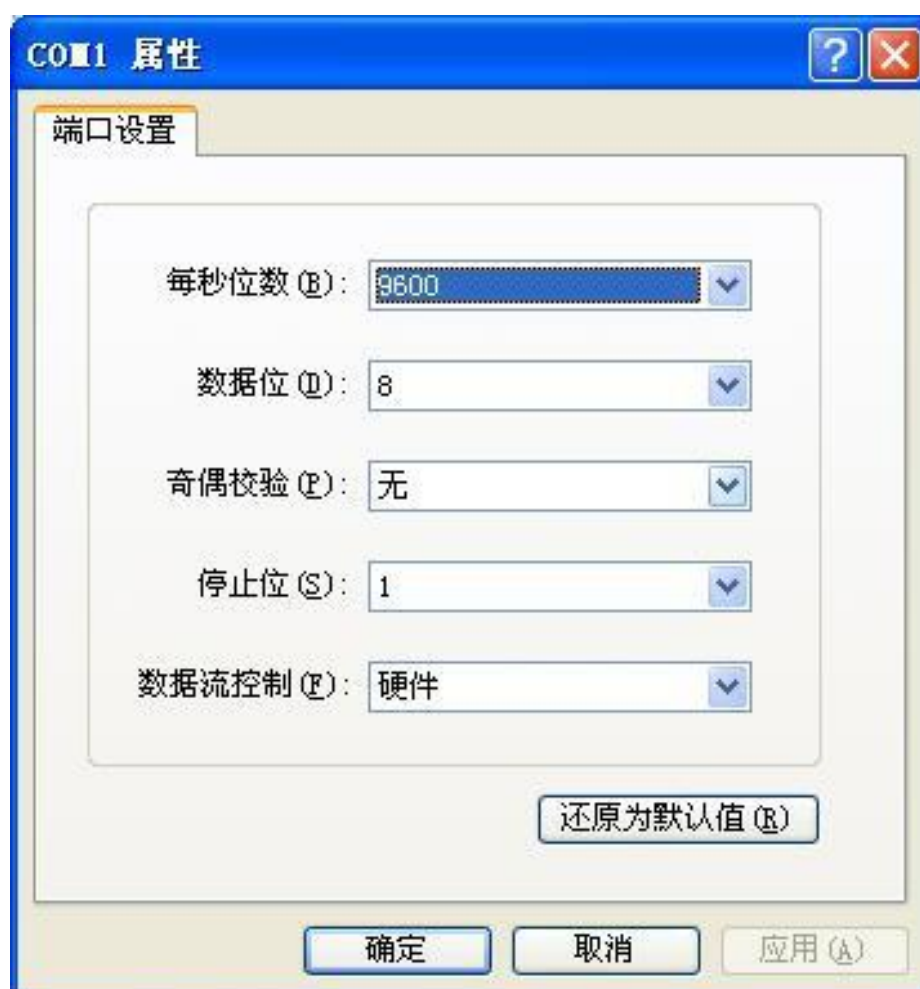 COM1 属性
端口设置
每秒位数(B): 9600
数据位(D): 8
奇偶校验(P): 无
停止位(S): 1
数据流控制(F): 硬件
还原为默认值(R)
确定 取消 应用(A)